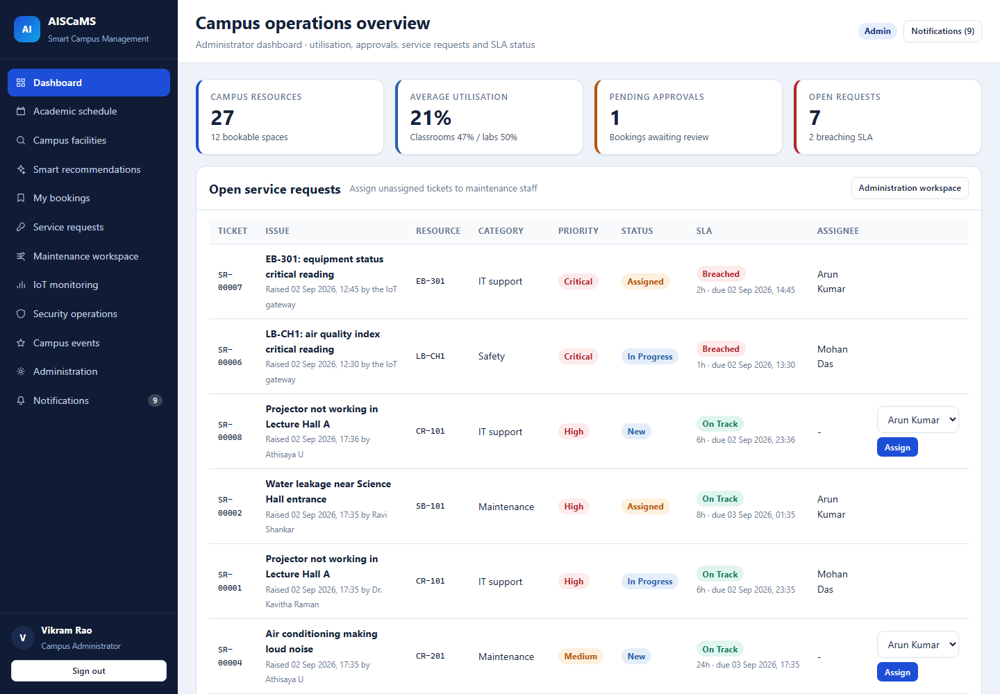 AI
AISCaMS
Smart Campus Management
Dashboard
Academic schedule
Campus facilities
Smart recommendations
My bookings
Service requests
Maintenance workspace
IoT monitoring
Security operations
Campus events
Administration
Notifications 9
V
Vikram Rao
Campus Administrator
Sign out
Campus operations overview
Administrator dashboard · utilisation, approvals, service requests and SLA status
Admin
Notifications (9)
CAMPUS RESOURCES
27
12 bookable spaces
AVERAGE UTILISATION
21%
Classrooms 47% / labs 50%
PENDING APPROVALS
1
Bookings awaiting review
OPEN REQUESTS
7
2 breaching SLA
Open service requests Assign unassigned tickets to maintenance staff
Administration workspace
TICKET ISSUE RESOURCE CATEGORY PRIORITY STATUS SLA ASSIGNEE
SR-
00007
EB-301: equipment status
critical reading
Raised 02 Sep 2026, 12:45 by the IoT
gateway
EB-301
IT support
Critical
Assigned
Breached
2h · due 02 Sep 2026, 14:45
Arun
Kumar
SR-
00006
LB-CH1: air quality index
critical reading
Raised 02 Sep 2026, 12:30 by the IoT
gateway
LB-CH1
Safety
Critical
In Progress
Breached
1h · due 02 Sep 2026, 13:30
Mohan
Das
SR-
00008
Projector not working in
Lecture Hall A
Raised 02 Sep 2026, 17:36 by
Athisaya U
CR-101
IT support
High
New
On Track
6h · due 02 Sep 2026, 23:36
-
Arun Kumar
Assign
SR-
00002
Water leakage near Science
Hall entrance
Raised 02 Sep 2026, 17:35 by Ravi
Shankar
SB-101
Maintenance
High
Assigned
On Track
8h · due 03 Sep 2026, 01:35
Arun
Kumar
SR-
00001
Projector not working in
Lecture Hall A
Raised 02 Sep 2026, 17:35 by Dr.
Kavitha Raman
CR-101
IT support
High
In Progress
On Track
6h · due 02 Sep 2026, 23:35
Mohan
Das
SR-
00004
Air conditioning making
loud noise
Raised 02 Sep 2026, 17:35 by
Athisaya U
CR-201
Maintenance
Medium
New
On Track
24h · due 03 Sep 2026, 17:35
-
Arun Kumar
Assign